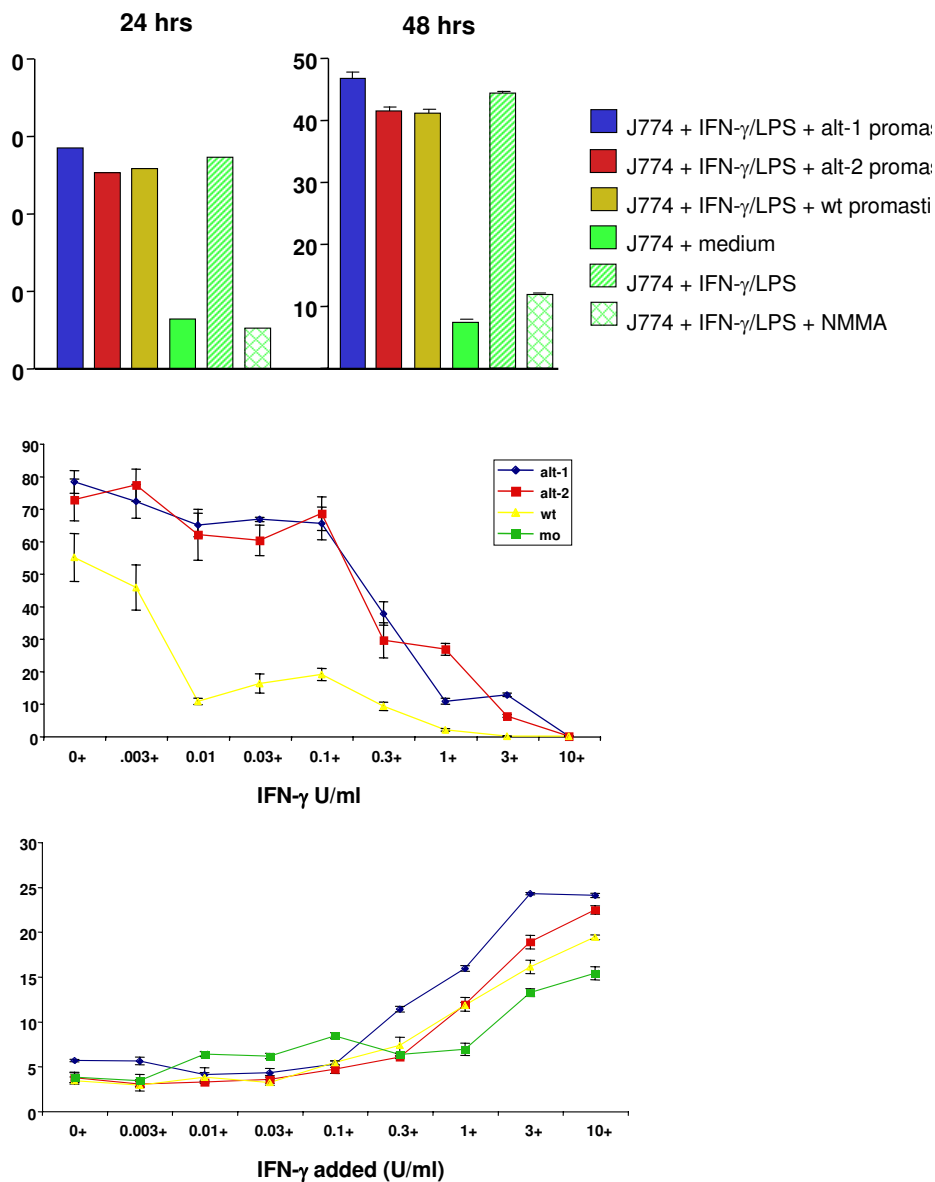 24 hrs
48 hrs
0
0
0
0
0
50
40
30
20
10
J774 + IFN-γ/LPS + alt-1 promas
J774 + IFN-γ/LPS + alt-2 promas
J774 + IFN-γ/LPS + wt promasti
J774 + medium
J774 + IFN-γ/LPS
J774 + IFN-γ/LPS + NMMA
90
80
70
60
50
40
30
20
10
0
alt-1
alt-2
wt
mo
0+ .003+ 0.01 0.03+ 0.1+ 0.3+ 1+ 3+ 10+
IFN-γ U/ml
30
25
20
15
10
5
0
0+ 0.003+ 0.01+ 0.03+ 0.1+ 0.3+ 1+ 3+ 10+
IFN-γ added (U/ml)